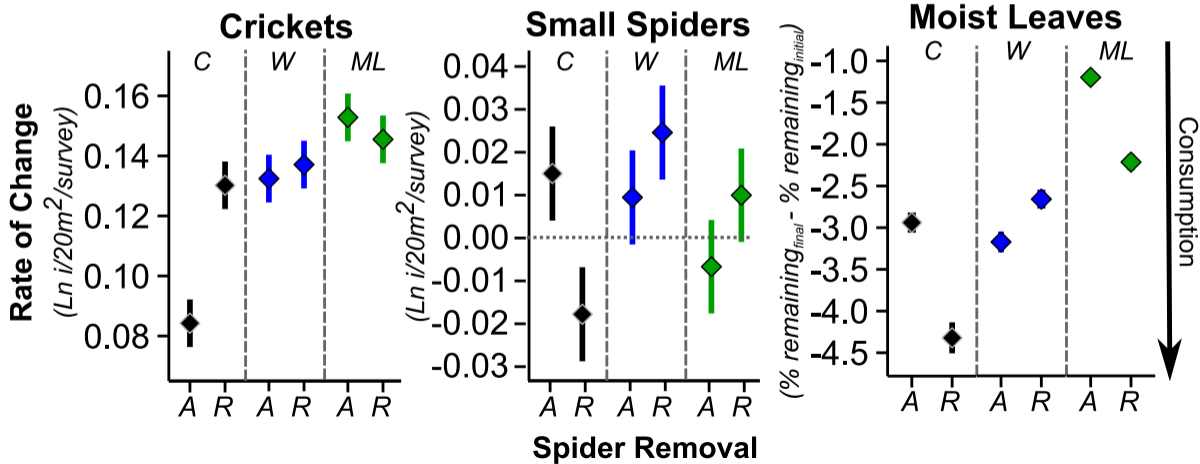 Crickets
Small Spiders
Moist Leaves
Rate of Change
(Ln i/20m²/survey)
C W ML
0.16
0.14
0.12
0.10
0.08
A R A R A R
(Ln i/20m²/survey)
C W ML
0.04
0.03
0.02
0.01
0.00
-0.01
-0.02
-0.03
A R A R A R
(% remaining_final - % remaining_initial)
C W ML
-1.0
-1.5
-2.0
-2.5
-3.0
-3.5
-4.0
-4.5
A R A R A R
Consumption
Spider Removal